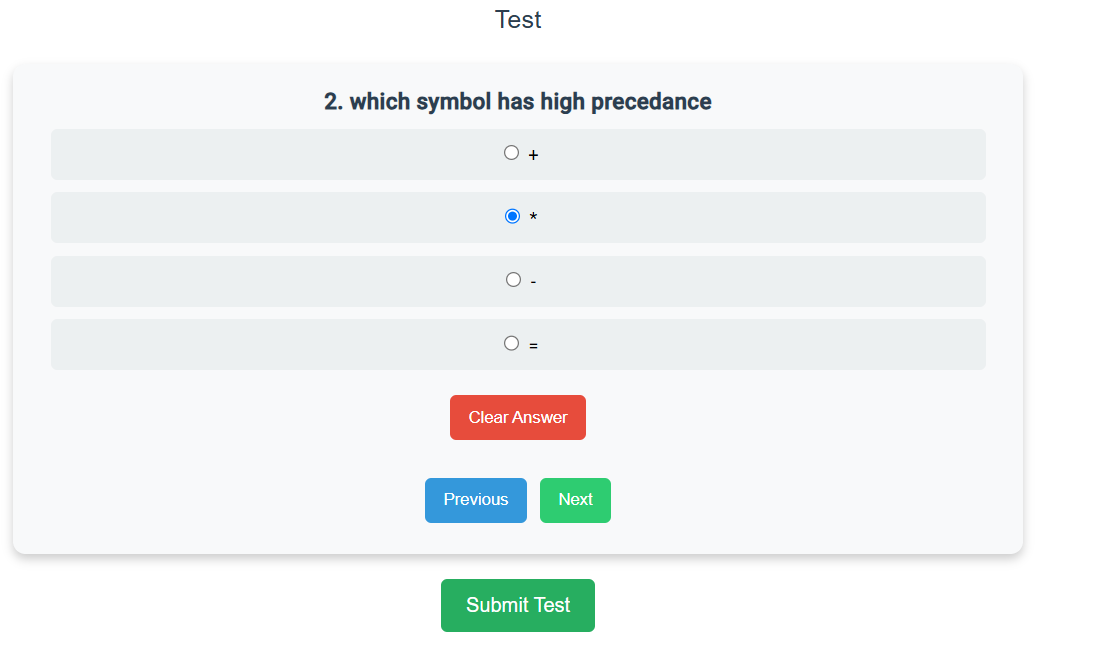 Test
2. which symbol has high precedance
+
*
-
=
Clear Answer
Previous Next
Submit Test